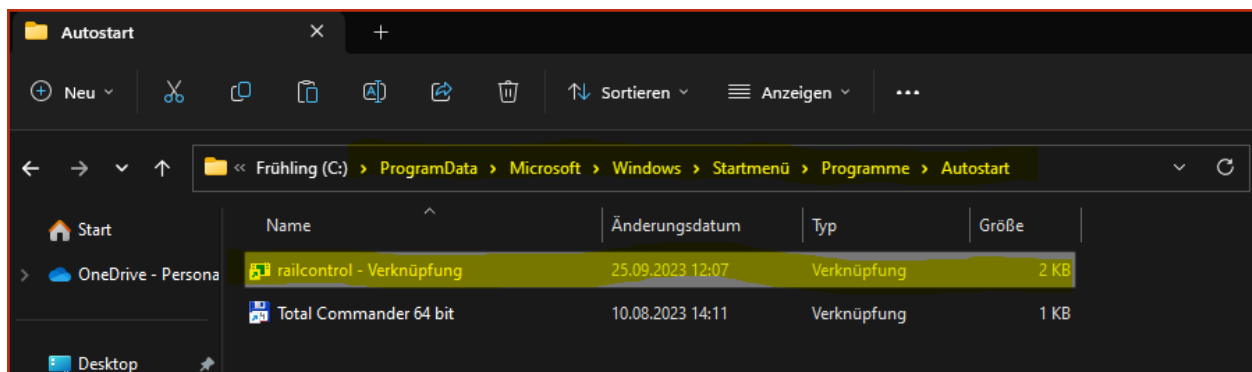 Autostart
Neu Sortieren Anzeigen
« Frühling (C:) > ProgramData > Microsoft > Windows > Startmenü > Programme > Autostart
Start
OneDrive - Persona
Desktop
Name Änderungsdatum Typ Größe
railcontrol - Verknüpfung 25.09.2023 12:07 Verknüpfung 2 KB
Total Commander 64 bit 10.08.2023 14:11 Verknüpfung 1 KB